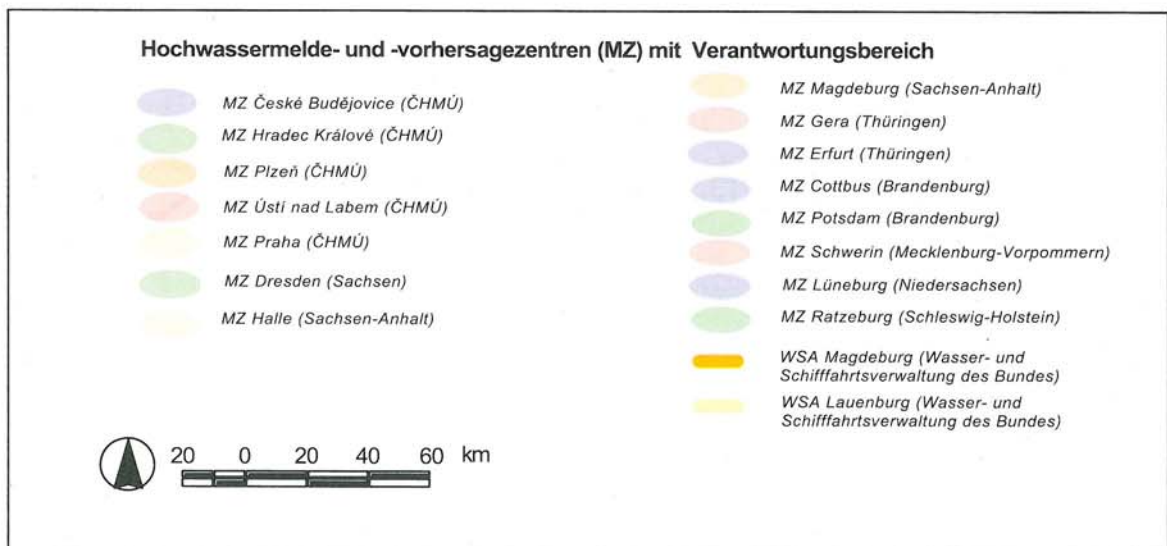 Hochwassermelde- und -vorhersagezentren (MZ) mit Verantwortungsbereich
MZ České Budějovice (ČHMÚ)
MZ Hradec Králové (ČHMÚ)
MZ Plzeň (ČHMÚ)
MZ Ústí nad Labem (ČHMÚ)
MZ Praha (ČHMÚ)
MZ Dresden (Sachsen)
MZ Halle (Sachsen-Anhalt)
MZ Magdeburg (Sachsen-Anhalt)
MZ Gera (Thüringen)
MZ Erfurt (Thüringen)
MZ Cottbus (Brandenburg)
MZ Potsdam (Brandenburg)
MZ Schwerin (Mecklenburg-Vorpommern)
MZ Lüneburg (Niedersachsen)
MZ Ratzeburg (Schleswig-Holstein)
WSA Magdeburg (Wasser- und
Schifffahrtsverwaltung des Bundes)
WSA Lauenburg (Wasser- und
Schifffahrtsverwaltung des Bundes)
20 0 20 40 60 km